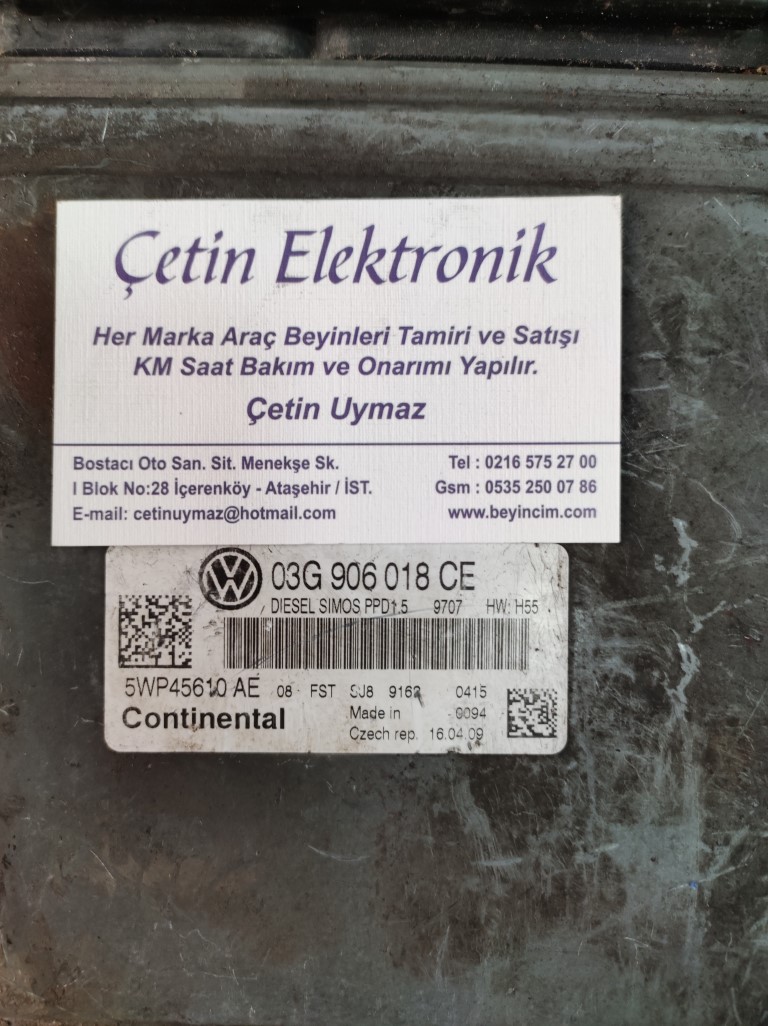 Çetin Elektronik
Her Marka Araç Beyinleri Tamiri ve Satışı
KM Saat Bakım ve Onarımı Yapılır.
Çetin Uymaz
Bostacı Oto San. Sit. Menekşe Sk.
I Blok No:28 İçerenköy - Ataşehir / İST.
E-mail: cetinuymaz@hotmail.com
Tel : 0216 575 27 00
Gsm : 0535 250 07 86
www.beyincim.com
03G 906 018 CE
DIESEL SIMOS PPD1.5 9707 HW: H55
5WP45610 AE 08 FST 0415
Continental
Made in 0094
Czech rep. 16.04.09